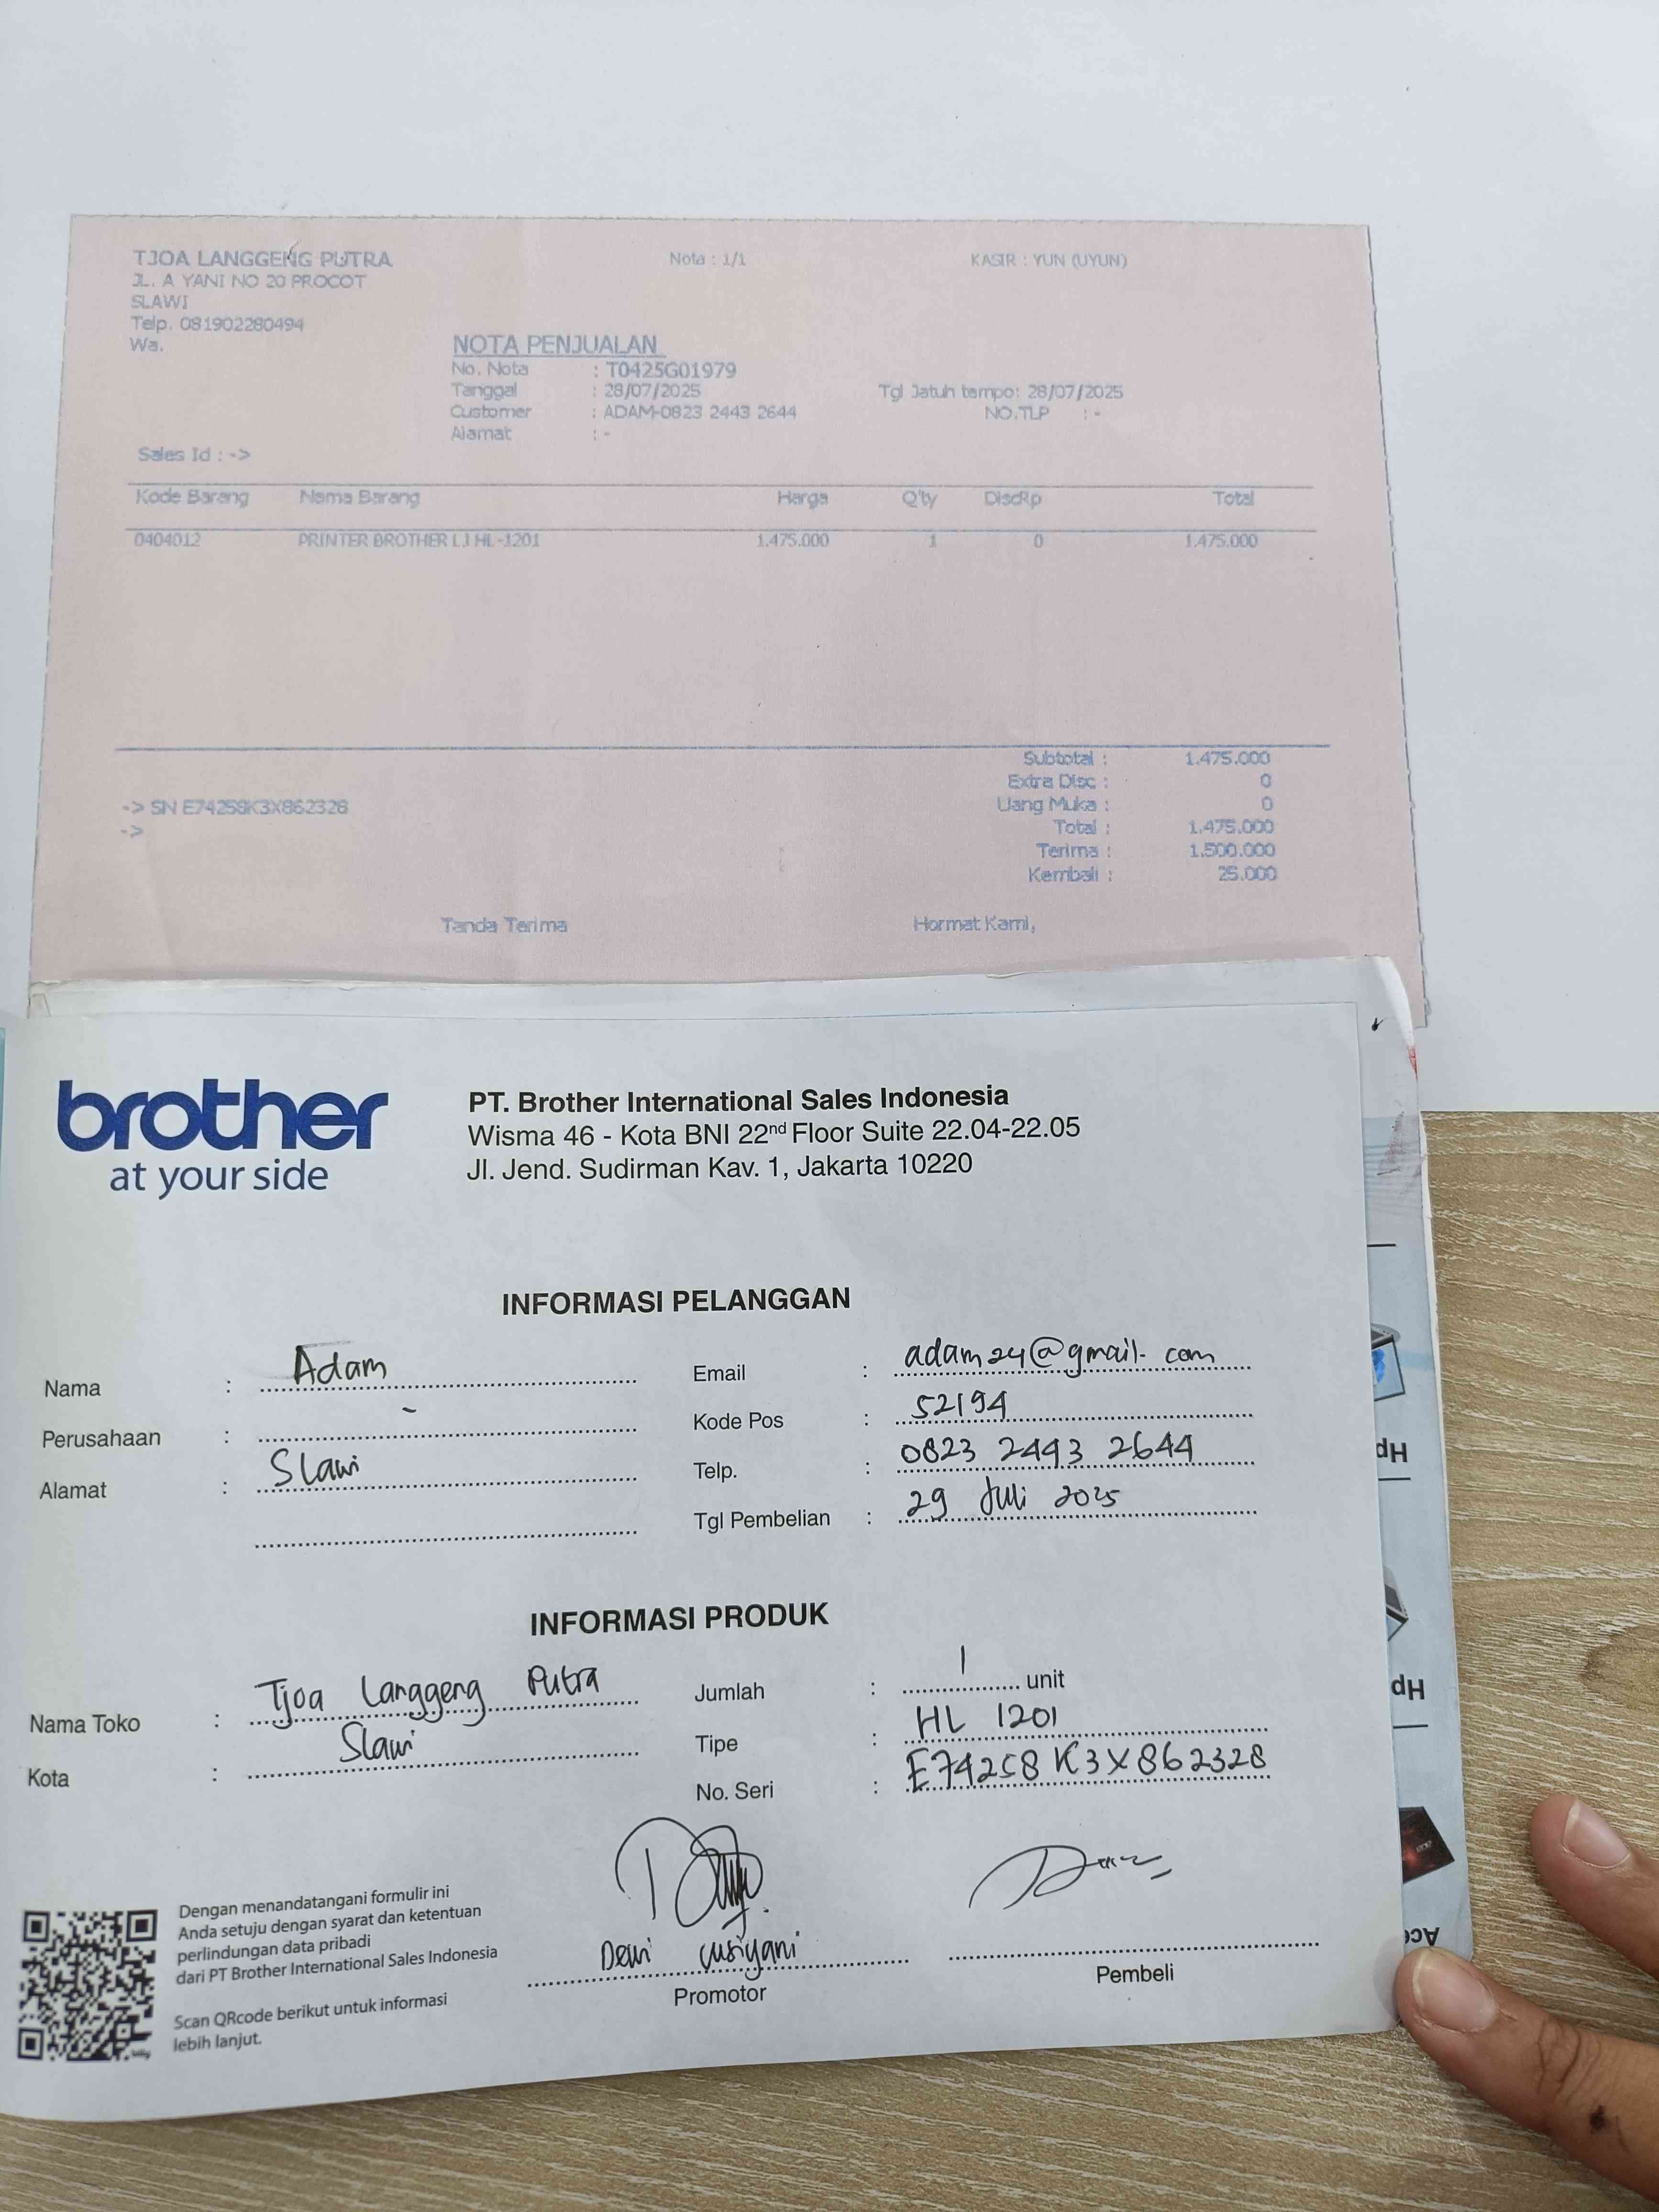 TJOA LANGGENG PUTRA
JL. A YANI NO 20 PROCOT
SLAWI
Telp. 081902280494
Wa.
Nota : 1/1
KASIR : YUN (UYUN)
NOTA PENJUALAN
No. Nota : T0425G01979
Tanggal : 28/07/2025
Tgl Jatuh tempo: 28/07/2025
Customer : ADAM-0823 2443 2644
NO.TLP : -
Alamat : -
Sales Id : ->
Kode Barang Nama Barang Harga Q'ty DiscRp Total
0404012 PRINTER BROTHER LJ HL-1201 1.475.000 1 0 1.475.000
Subtotal : 1.475.000
Extra Disc : 0
Uang Muka : 0
Total : 1.475.000
Terima : 1.500.000
Kembali : 25.000
-> SN E74258K3X862328
->
Tanda Terima
Hormat Kami,
brother
at your side
PT. Brother International Sales Indonesia
Wisma 46 - Kota BNI 22nd Floor Suite 22.04-22.05
Jl. Jend. Sudirman Kav. 1, Jakarta 10220
INFORMASI PELANGGAN
Nama : Adam
Perusahaan : -
Alamat : Slawi
Email : adam24@gmail.com
Kode Pos : 52194
Telp. : 0823 2443 2644
Tgl Pembelian : 29 Juli 2025
INFORMASI PRODUK
Nama Toko : Tjoa Langgeng Putra
Kota : Slawi
Jumlah : 1 unit
Tipe : HL 1201
No. Seri : E74258K3X862328
Dengan menandatangani formulir ini
Anda setuju dengan syarat dan ketentuan
perlindungan data pribadi
dari PT Brother International Sales Indonesia
Scan QRcode berikut untuk informasi
lebih lanjut.
Dewi
Promotor
Pembeli
Hp
Hp
Ace